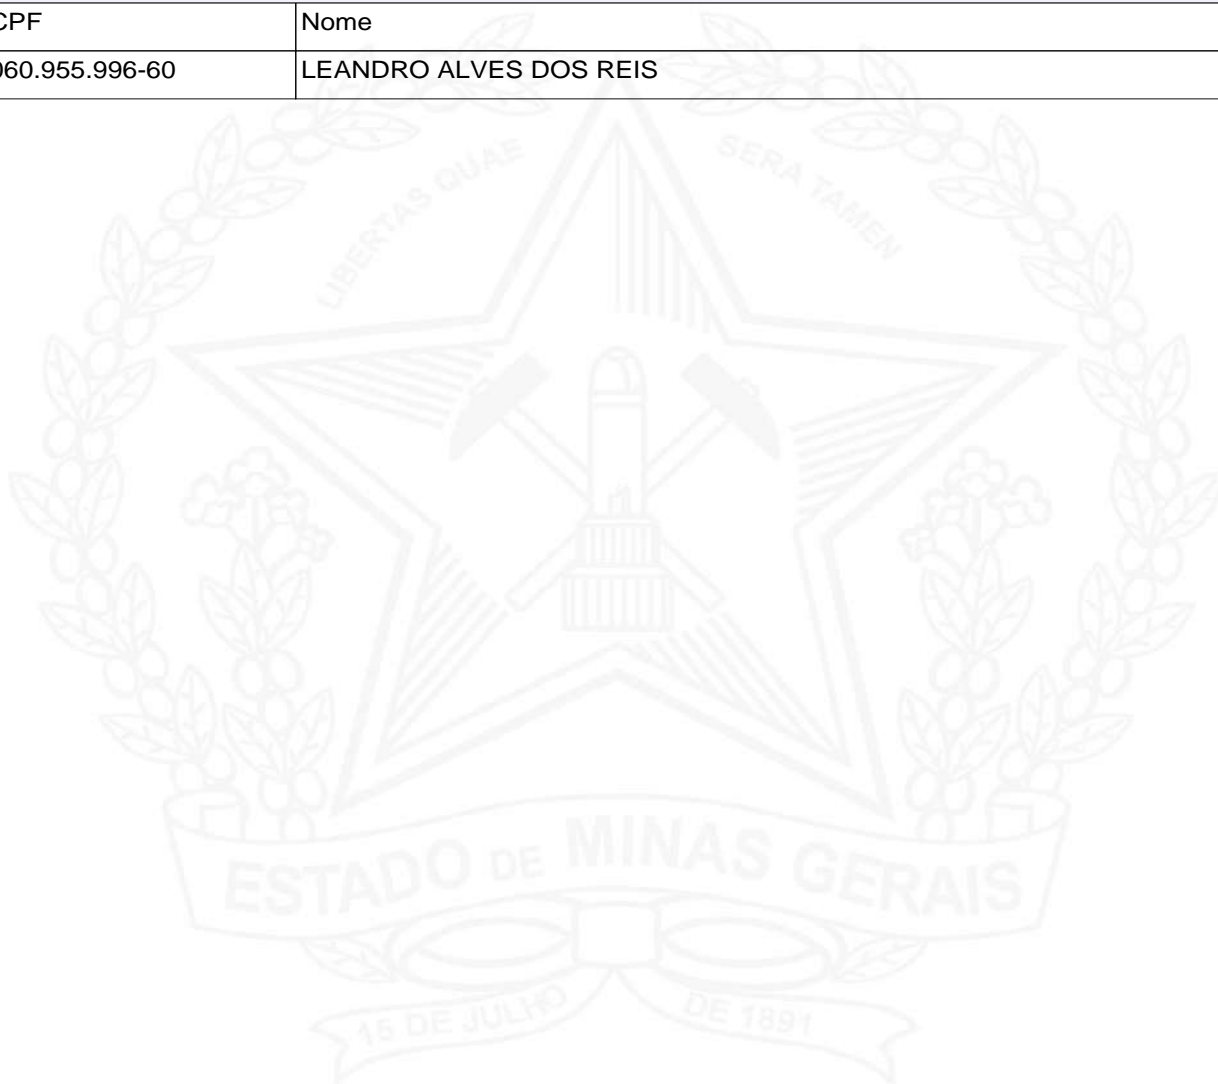 CPF Nome
060.955.996-60 LEANDRO ALVES DOS REIS
LIBERTAS QUAE SERA TAMEN
ESTADO DE MINAS GERAIS
15 DE JULHO DE 1891